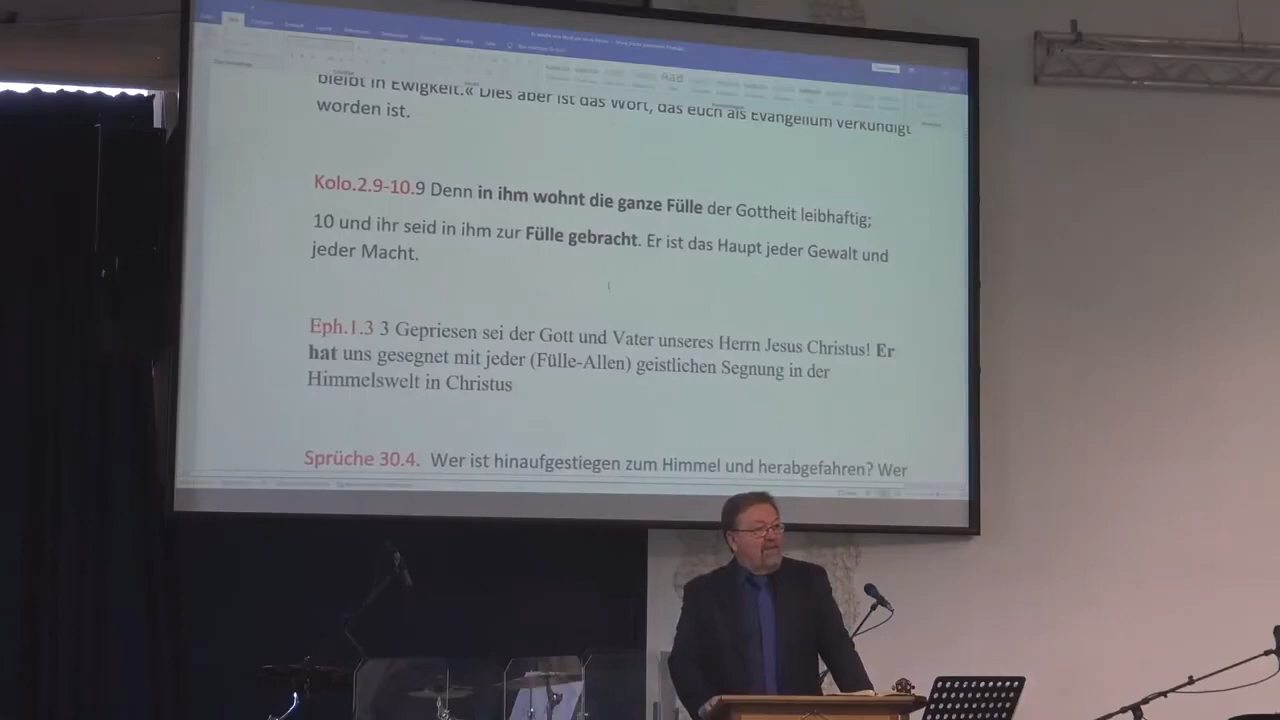 bleibt in Ewigkeit.« Dies aber ist das Wort, das euch als Evangelium verkündigt
worden ist.
Kolo.2.9-10.9 Denn in ihm wohnt die ganze Fülle der Gottheit leibhaftig;
10 und ihr seid in ihm zur Fülle gebracht. Er ist das Haupt jeder Gewalt und
jeder Macht.
Eph.1.3 3 Gepriesen sei der Gott und Vater unseres Herrn Jesus Christus! Er
hat uns gesegnet mit jeder (Fülle-Allen) geistlichen Segnung in der
Himmelswelt in Christus
Sprüche 30.4. Wer ist hinaufgestiegen zum Himmel und herabgefahren? Wer